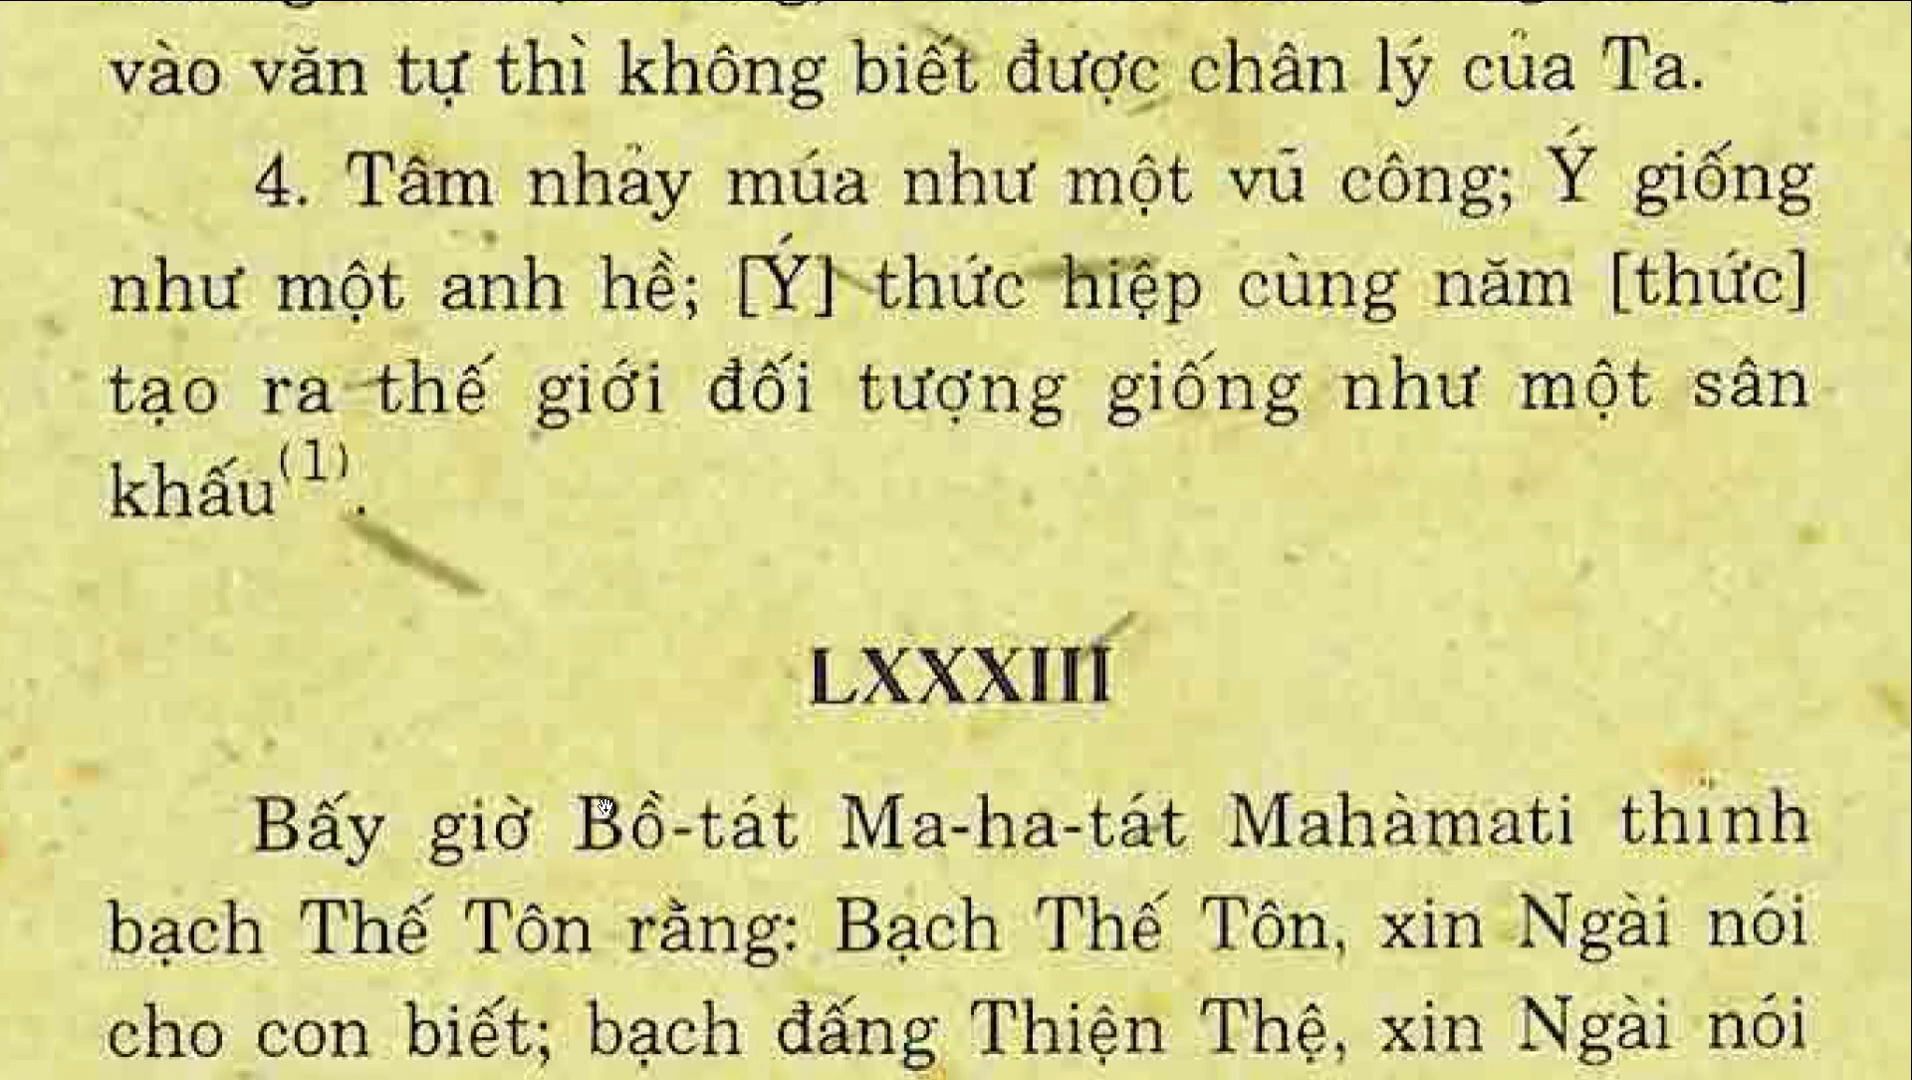 vào văn tự thì không biết được chân lý của Ta.
4. Tâm nhảy múa như một vũ công; Ý giống
như một anh hề; [Ý] thức hiệp cùng năm [thức]
tạo ra thế giới đối tượng giống như một sân
khấu(1).
LXXXIII
Bấy giờ Bồ-tát Ma-ha-tát Mahàmati thỉnh
bạch Thế Tôn rằng: Bạch Thế Tôn, xin Ngài nói
cho con biết; bạch đấng Thiện Thệ, xin Ngài nói